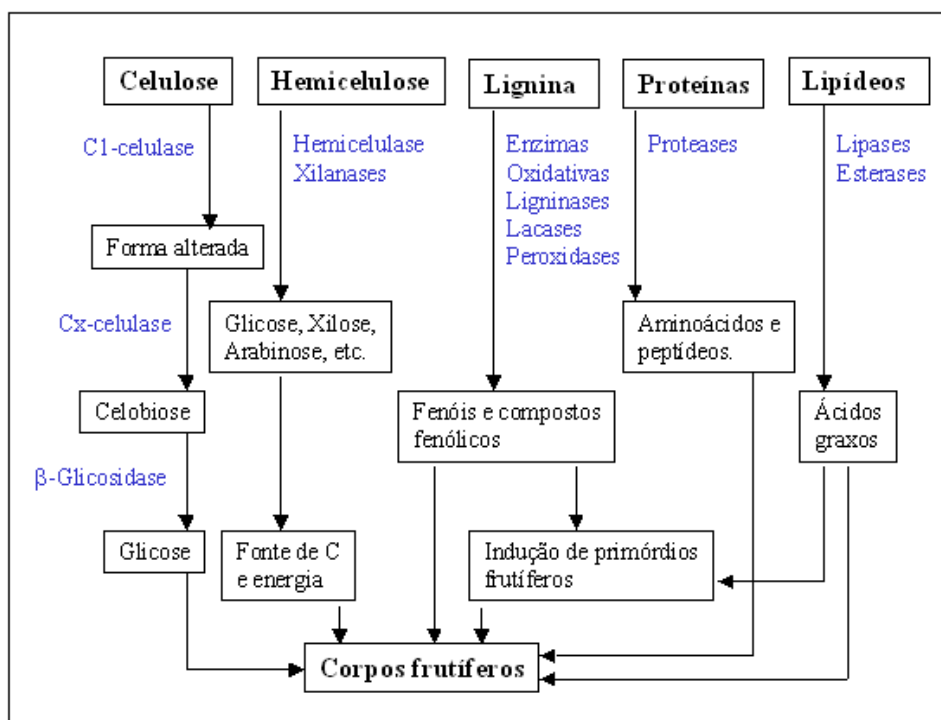 Celulose
Hemicelulose
Lignina
Proteínas
Lipídeos
C1-celulase
Hemicelulase
Xilanases
Enzimas
Oxidativas
Ligninases
Lacases
Peroxidases
Proteases
Lipases
Esterases
Forma alterada
Cx-celulase
Glicose, Xilose,
Arabinose, etc.
Aminoácidos e
peptídeos.
Celobiose
Fenóis e compostos
fenólicos
Ácidos
graxos
β-Glicosidase
Glicose
Fonte de C
e energia
Indução de primórdios
frutíferos
Corpos frutíferos